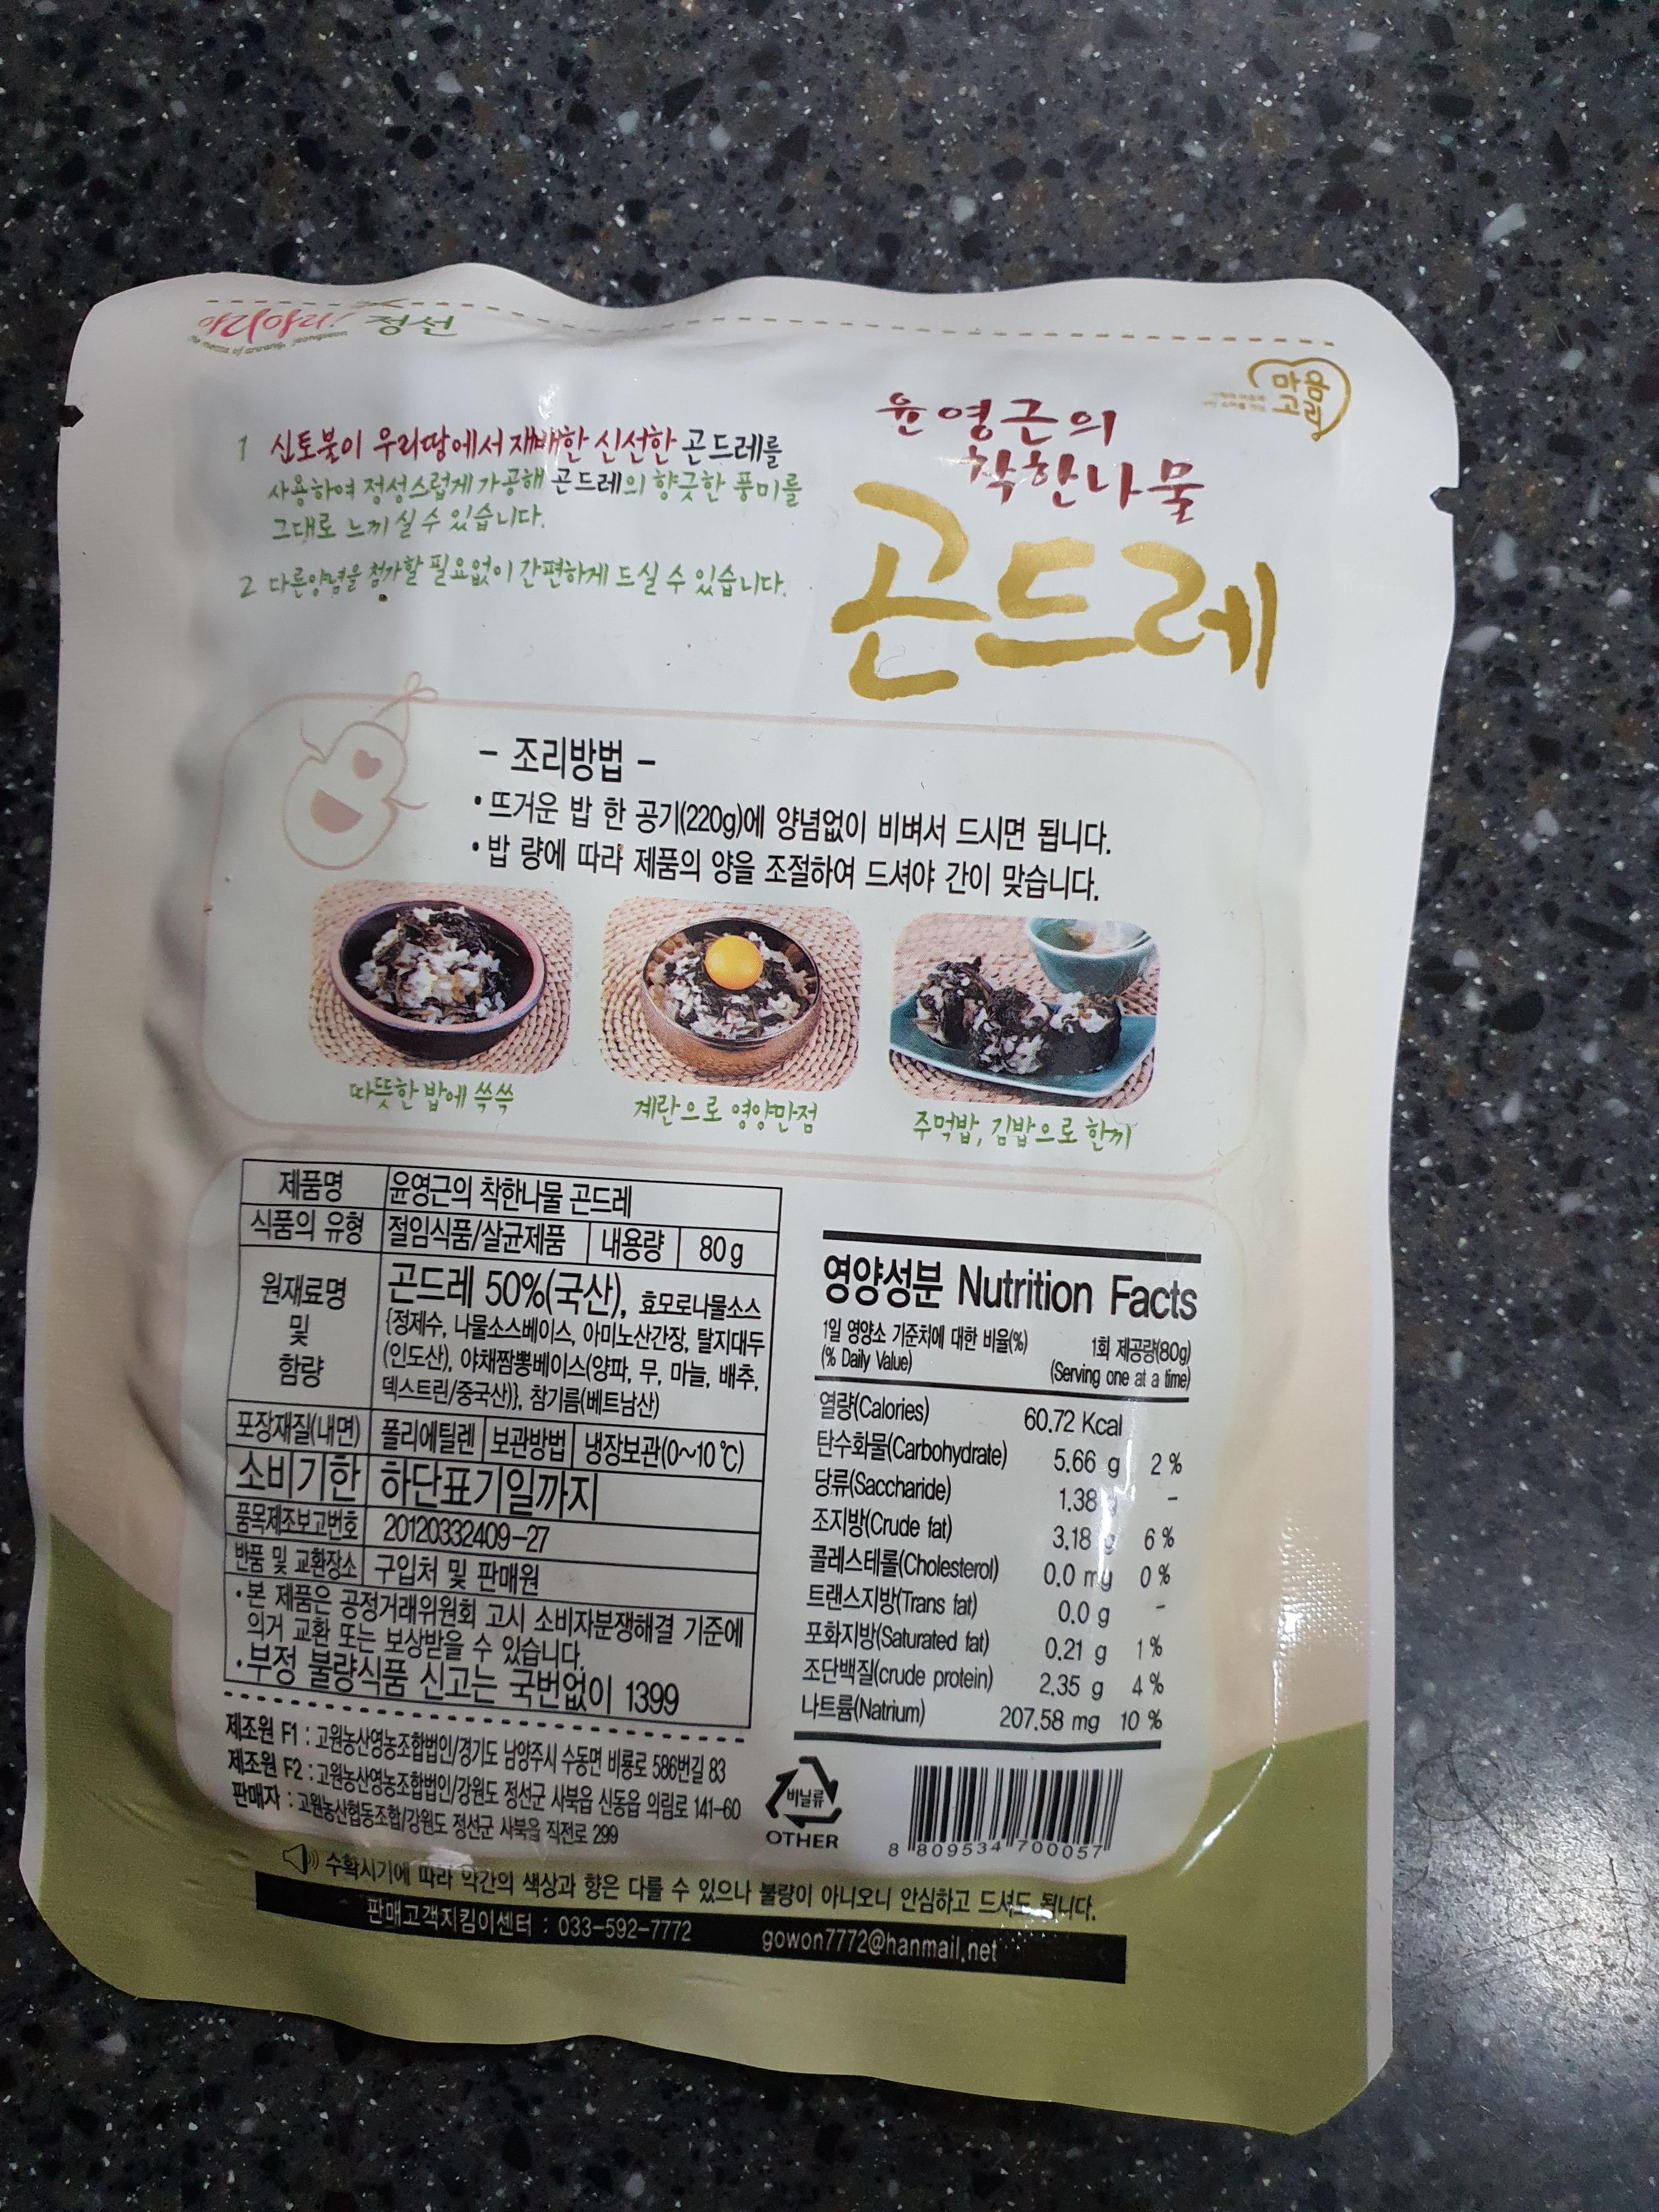 아리아리! 정선
마음고리
윤영근의
착한나물
곤드레
1 신토불이 우리땅에서 재배한 신선한 곤드레를
사용하여 정성스럽게 가공해 곤드레의 향긋한 풍미를
그대로 느끼실 수 있습니다.
2 다른양념을 첨가할 필요없이 간편하게 드실 수 있습니다.
- 조리방법 -
• 뜨거운 밥 한 공기(220g)에 양념없이 비벼서 드시면 됩니다.
• 밥 량에 따라 제품의 양을 조절하여 드셔야 간이 맞습니다.
따뜻한 밥에 쓱쓱
계란으로 영양만점
주먹밥, 김밥으로 한끼
제품명 윤영근의 착한나물 곤드레
식품의 유형 절임식품/살균제품 내용량 80g
원재료명 및 함량
곤드레 50%(국산), 효모로나물소스
{정제수, 나물소스베이스, 아미노산간장, 탈지대두
(인도산), 야채짬뽕베이스(양파, 무, 마늘, 배추,
덱스트린/중국산)}, 참기름(베트남산)
포장재질(내면) 폴리에틸렌 보관방법 냉장보관(0~10℃)
소비기한 하단표기일까지
품목제조보고번호 20120332409-27
반품 및 교환장소 구입처 및 판매원
• 본 제품은 공정거래위원회 고시 소비자분쟁해결 기준에
의거 교환 또는 보상받을 수 있습니다.
• 부정 불량식품 신고는 국번없이 1399
제조원 F1 : 고원농산영농조합법인/경기도 남양주시 수동면 비룡로 586번길 83
제조원 F2 : 고원농산영농조합법인/강원도 정선군 사북읍 신동읍 의림로 141-60
판매자 : 고원농산협동조합/강원도 정선군 사북읍 직전로 299
영양성분 Nutrition Facts
1일 영양소 기준치에 대한 비율(%)
(% Daily Value)
1회 제공량(80g)
(Serving one at a time)
열량(Calories) 60.72 Kcal
탄수화물(Carbohydrate) 5.66 g 2 %
당류(Saccharide) 1.38 g -
조지방(Crude fat) 3.18 g 6 %
콜레스테롤(Cholesterol) 0.0 mg 0 %
트랜스지방(Trans fat) 0.0 g -
포화지방(Saturated fat) 0.21 g 1 %
조단백질(crude protein) 2.35 g 4 %
나트륨(Natrium) 207.58 mg 10 %
비닐류
OTHER
8 809534 700057
수확시기에 따라 약간의 색상과 향은 다를 수 있으나 불량이 아니오니 안심하고 드셔도 됩니다.
판매고객지킴이센터 : 033-592-7772 gowon7772@hanmail.net